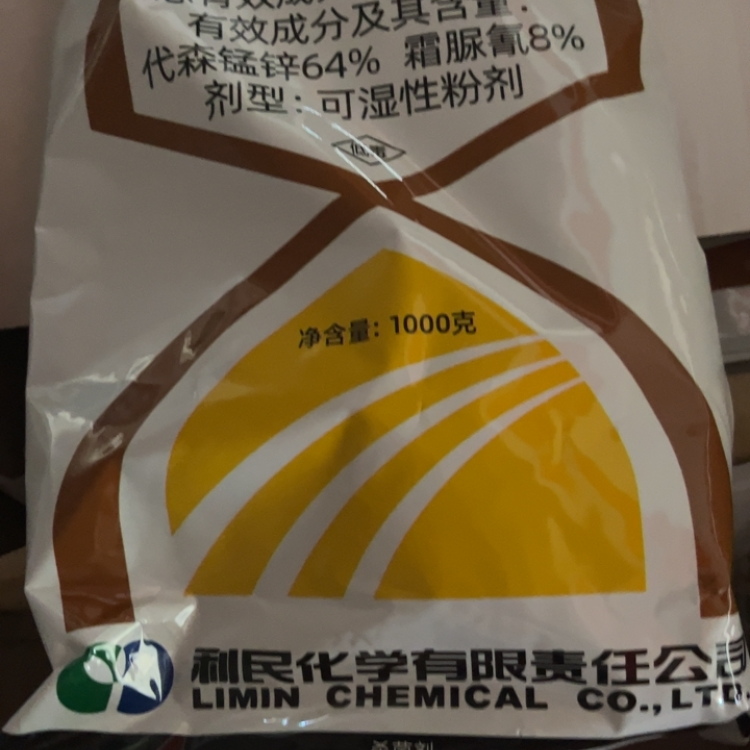 有效成分及其含量:
代森锰锌64% 霜脲氰8%
剂型:可湿性粉剂
低毒
净含量:1000克
利民化学有限责任公司
LIMIN CHEMICAL CO.,LTD